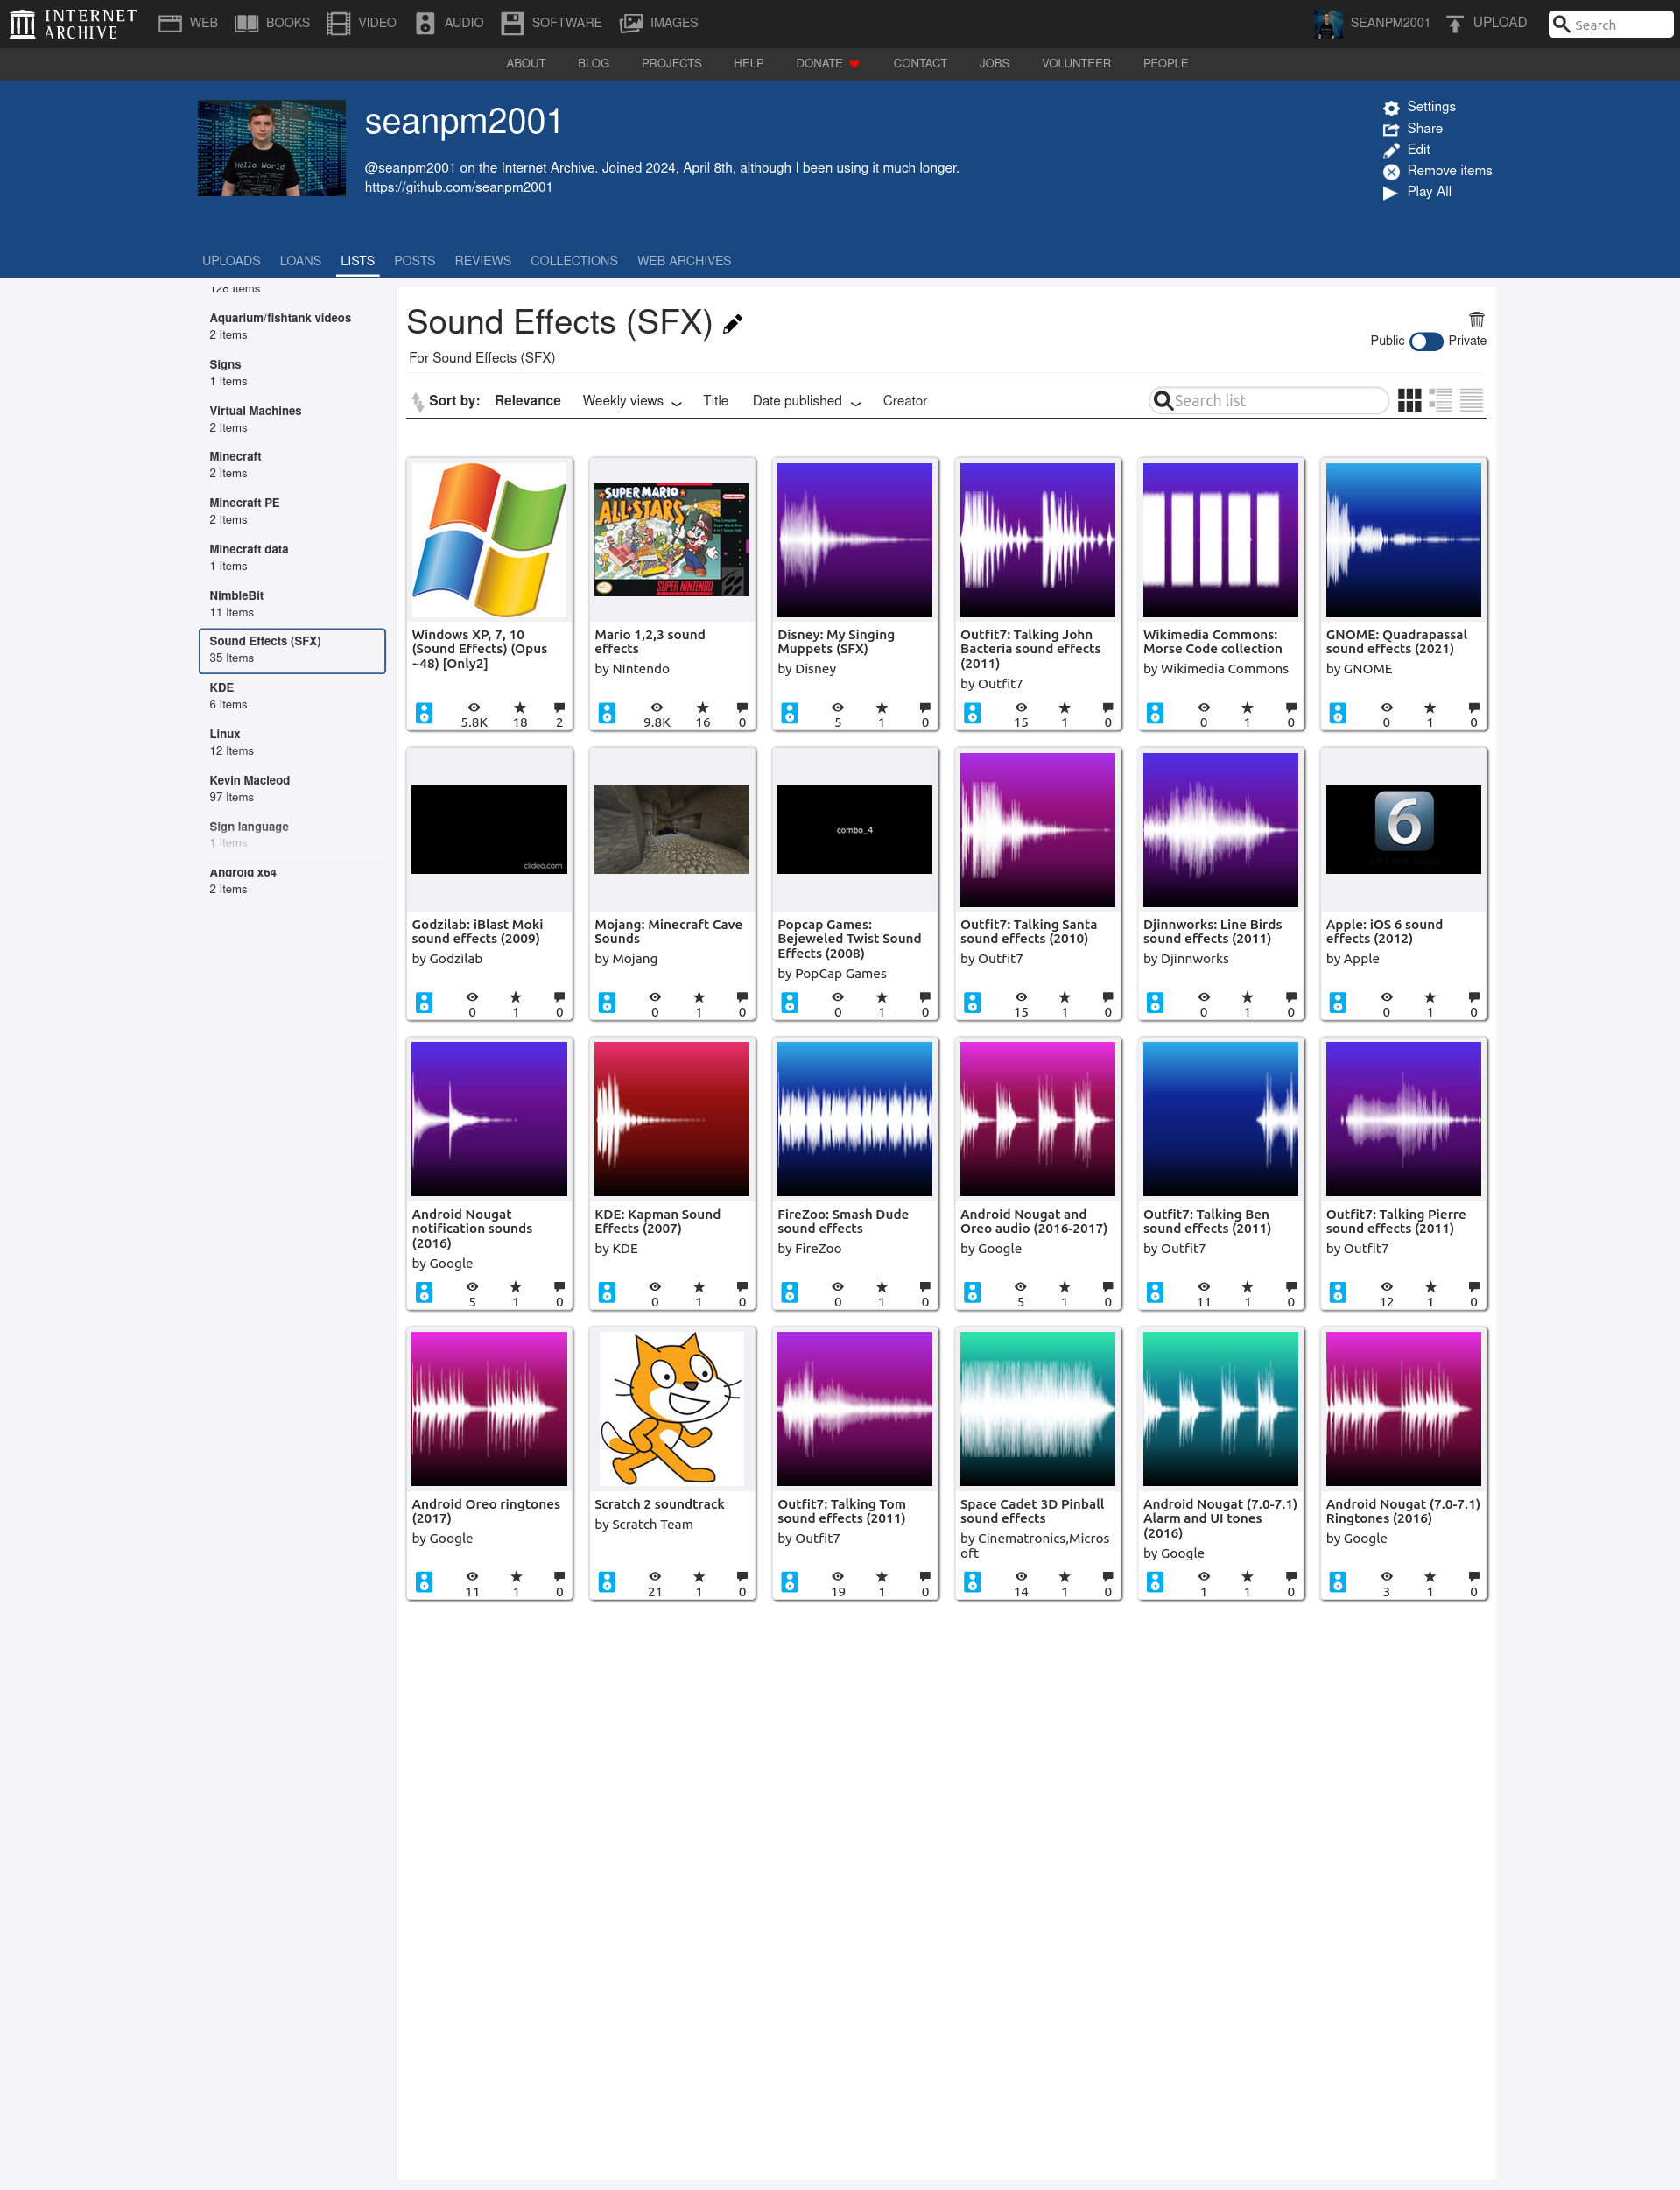 INTERNET
ARCHIVE
WEB
BOOKS
VIDEO
AUDIO
SOFTWARE
IMAGES
SEANPM2001
UPLOAD
Search
ABOUT
BLOG
PROJECTS
HELP
DONATE
CONTACT
JOBS
VOLUNTEER
PEOPLE
Hello World
seanpm2001
@seanpm2001 on the Internet Archive. Joined 2024, April 8th, although I been using it much longer.
https://github.com/seanpm2001
Settings
Share
Edit
Remove items
Play All
UPLOADS
LOANS
LISTS
POSTS
REVIEWS
COLLECTIONS
WEB ARCHIVES
128 Items
Aquarium/fishtank videos
2 Items
Signs
1 Items
Virtual Machines
2 Items
Minecraft
2 Items
Minecraft PE
2 Items
Minecraft data
1 Items
NimbleBit
11 Items
Sound Effects (SFX)
35 Items
KDE
6 Items
Linux
12 Items
Kevin Macleod
97 Items
Sign language
1 Items
Android x64
2 Items
Sound Effects (SFX)
For Sound Effects (SFX)
Public
Private
Sort by:
Relevance
Weekly views
Title
Date published
Creator
Search list
Windows XP, 7, 10
(Sound Effects) (Opus
~48) [Only2]
5.8K
18
2
SUPER MARIO
ALL-STARS
SUPER NINTENDO
Mario 1,2,3 sound
effects
by NIntendo
9.8K
16
0
Disney: My Singing
Muppets (SFX)
by Disney
5
1
0
Outfit7: Talking John
Bacteria sound effects
(2011)
by Outfit7
15
1
0
Wikimedia Commons:
Morse Code collection
by Wikimedia Commons
0
1
0
GNOME: Quadrapassal
sound effects (2021)
by GNOME
0
1
0
clideo.com
Godzilab: iBlast Moki
sound effects (2009)
by Godzilab
0
1
0
Mojang: Minecraft Cave
Sounds
by Mojang
0
1
0
combo_4
Popcap Games:
Bejeweled Twist Sound
Effects (2008)
by PopCap Games
0
1
0
Outfit7: Talking Santa
sound effects (2010)
by Outfit7
15
1
0
Djinnworks: Line Birds
sound effects (2011)
by Djinnworks
0
1
0
6
Apple: iOS 6 sound
effects (2012)
by Apple
0
1
0
Android Nougat
notification sounds
(2016)
by Google
5
1
0
KDE: Kapman Sound
Effects (2007)
by KDE
0
1
0
FireZoo: Smash Dude
sound effects
by FireZoo
0
1
0
Android Nougat and
Oreo audio (2016-2017)
by Google
5
1
0
Outfit7: Talking Ben
sound effects (2011)
by Outfit7
11
1
0
Outfit7: Talking Pierre
sound effects (2011)
by Outfit7
12
1
0
Android Oreo ringtones
(2017)
by Google
11
1
0
Scratch 2 soundtrack
by Scratch Team
21
1
0
Outfit7: Talking Tom
sound effects (2011)
by Outfit7
19
1
0
Space Cadet 3D Pinball
sound effects
by Cinematronics,Micros
oft
14
1
0
Android Nougat (7.0-7.1)
Alarm and UI tones
(2016)
by Google
1
1
0
Android Nougat (7.0-7.1)
Ringtones (2016)
by Google
3
1
0